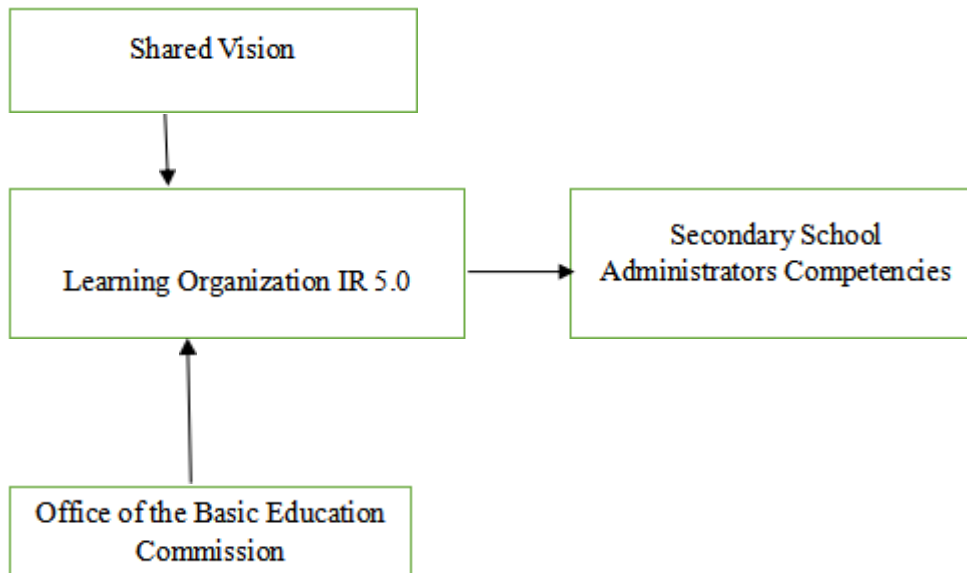 Shared Vision
Learning Organization IR 5.0
Secondary School
Administrators Competencies
Office of the Basic Education
Commission